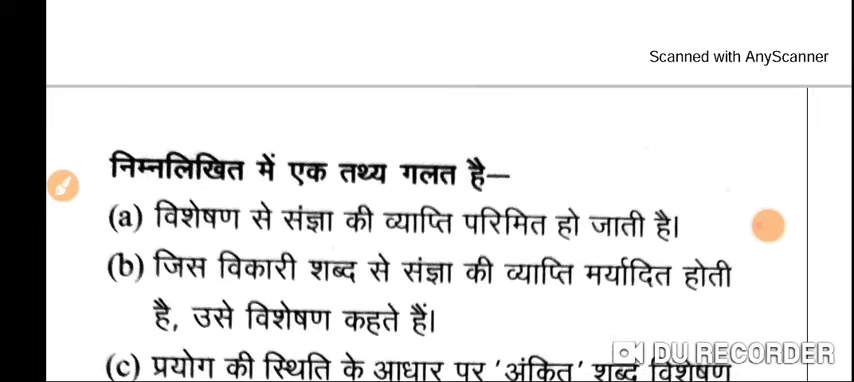 Scanned with AnyScanner
निम्नलिखित में एक तथ्य गलत है—
(a) विशेषण से संज्ञा की व्याप्ति परिमित हो जाती है।
(b) जिस विकारी शब्द से संज्ञा की व्याप्ति मर्यादित होती
है, उसे विशेषण कहते हैं।
(c) प्रयोग की स्थिति के आधार पर 'अंकित' शब्द विशेषण
DU RECORDER